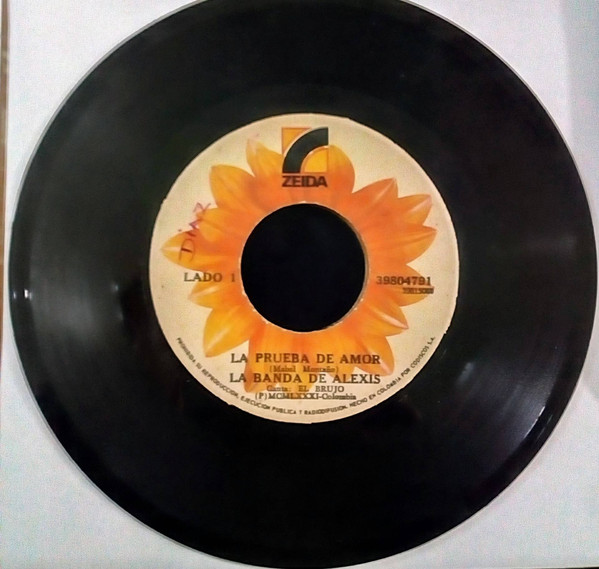 ZEIDA
DIAZ
LADO 1
39804791
LA PRUEBA DE AMOR
(Mabel Montaño)
LA BANDA DE ALEXIS
Canta: EL BRUJO
(P) MCMLXXXI-Colombia
PROHIBIDA SU REPRODUCCION, EJECUCION PUBLICA Y RADIODIFUSION. HECHO EN COLOMBIA POR CODISCOS S.A.